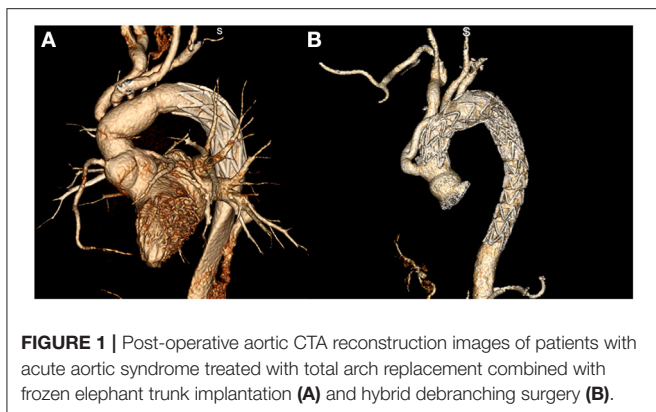 A
S
B
S
FIGURE 1 | Post-operative aortic CTA reconstruction images of patients with
acute aortic syndrome treated with total arch replacement combined with
frozen elephant trunk implantation (A) and hybrid debranching surgery (B).